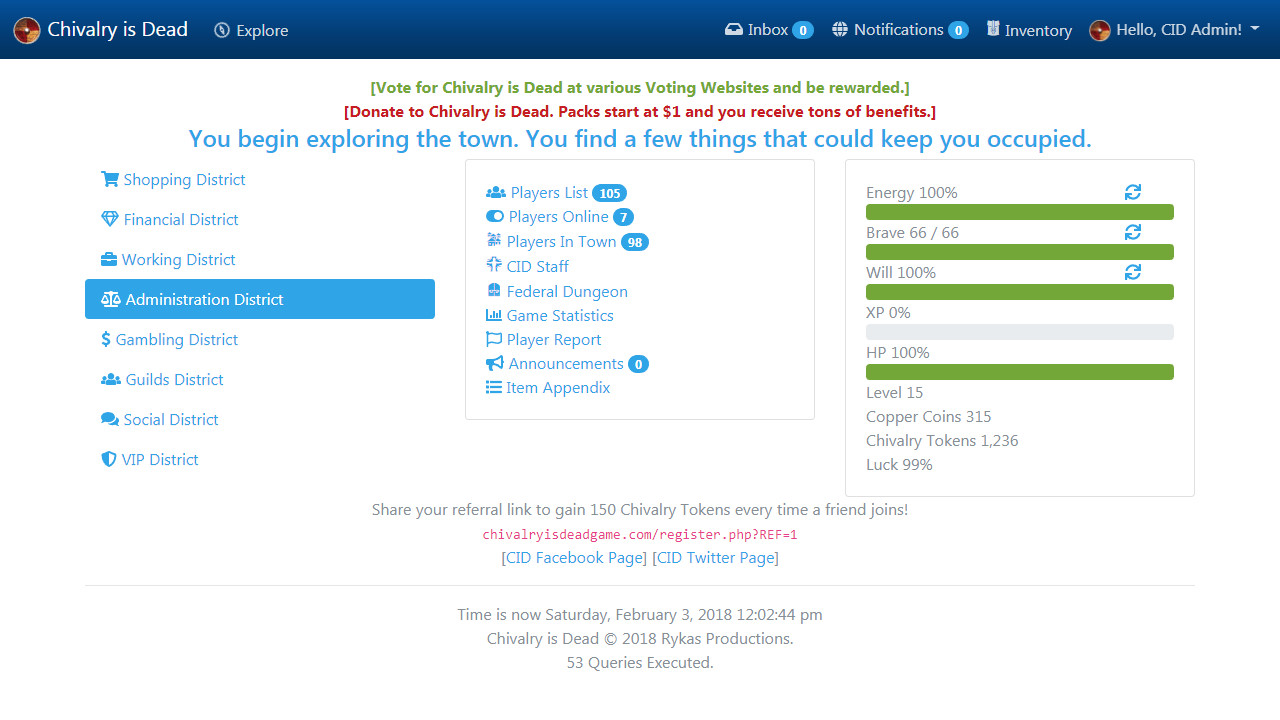 Chivalry is Dead
Explore
Inbox 0
Notifications 0
Inventory
Hello, CID Admin!
[Vote for Chivalry is Dead at various Voting Websites and be rewarded.]
[Donate to Chivalry is Dead. Packs start at $1 and you receive tons of benefits.]
You begin exploring the town. You find a few things that could keep you occupied.
Shopping District
Financial District
Working District
Administration District
Gambling District
Guilds District
Social District
VIP District
Players List 105
Players Online 7
Players In Town 98
CID Staff
Federal Dungeon
Game Statistics
Player Report
Announcements 0
Item Appendix
Energy 100%
Brave 66 / 66
Will 100%
XP 0%
HP 100%
Level 15
Copper Coins 315
Chivalry Tokens 1,236
Luck 99%
Share your referral link to gain 150 Chivalry Tokens every time a friend joins!
chivalryisdeadgame.com/register.php?REF=1
[CID Facebook Page] [CID Twitter Page]
Time is now Saturday, February 3, 2018 12:02:44 pm
Chivalry is Dead © 2018 Rykas Productions.
53 Queries Executed.